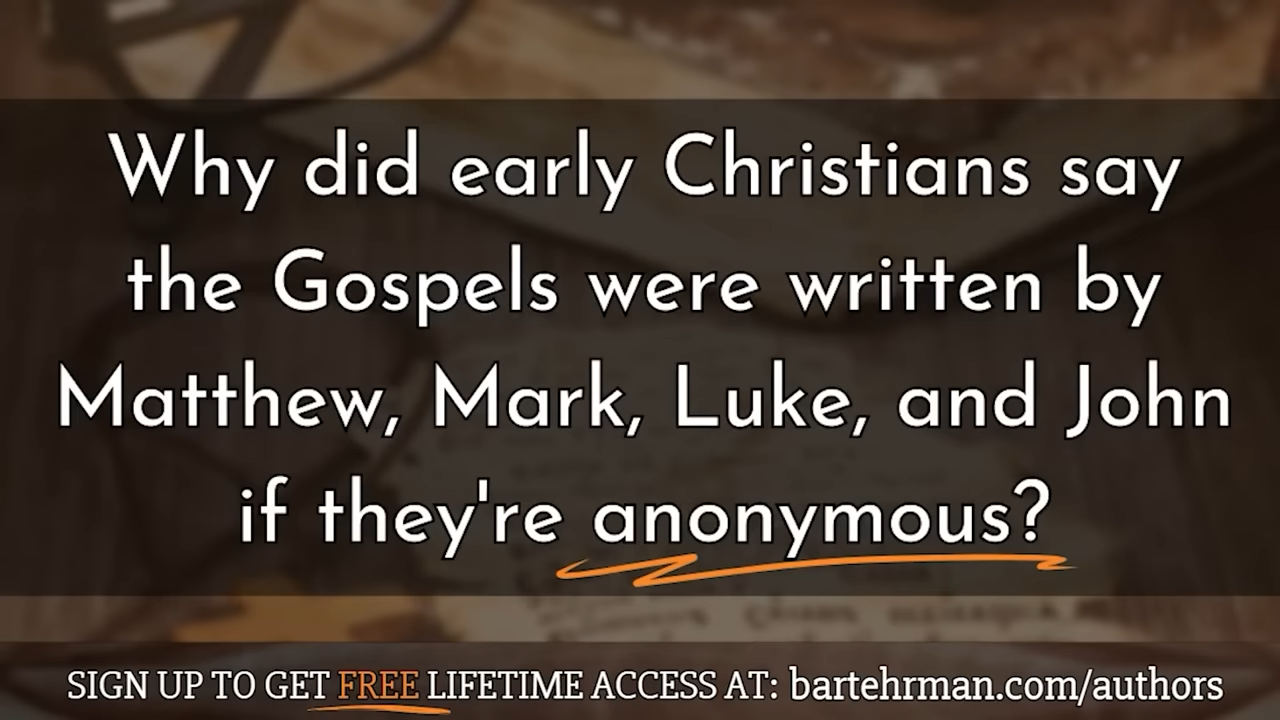 Why did early Christians say
the Gospels were written by
Matthew, Mark, Luke, and John
if they're anonymous?
SIGN UP TO GET FREE LIFETIME ACCESS AT: bartehrman.com/authors